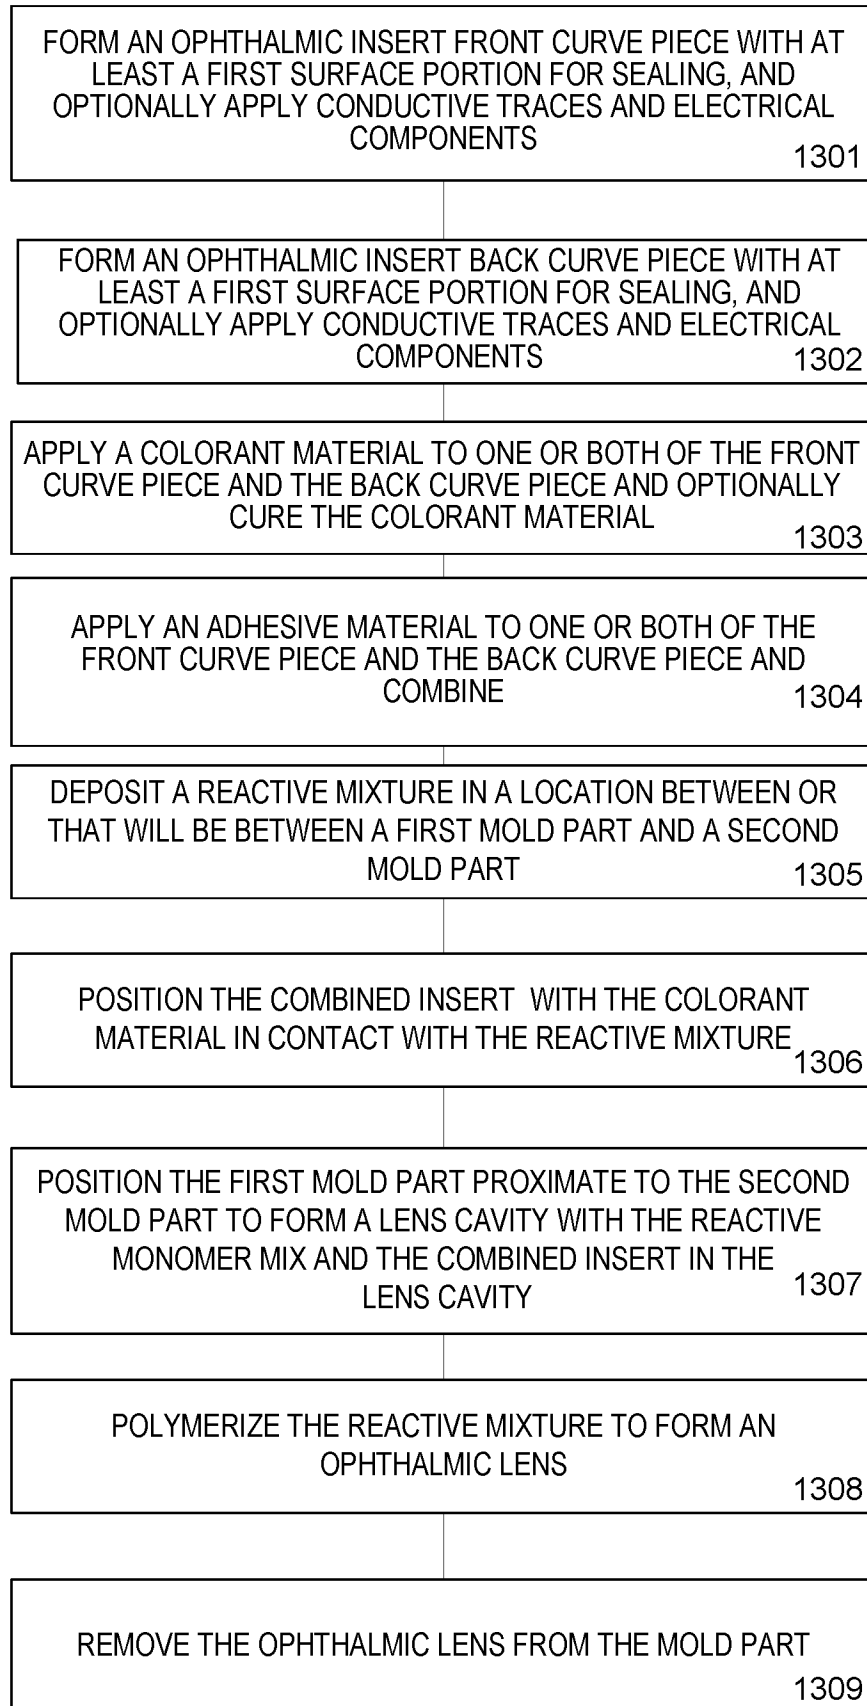 FORM AN OPHTHALMIC INSERT FRONT CURVE PIECE WITH AT
LEAST A FIRST SURFACE PORTION FOR SEALING, AND
OPTIONALLY APPLY CONDUCTIVE TRACES AND ELECTRICAL
COMPONENTS
1301
FORM AN OPHTHALMIC INSERT BACK CURVE PIECE WITH AT
LEAST A FIRST SURFACE PORTION FOR SEALING, AND
OPTIONALLY APPLY CONDUCTIVE TRACES AND ELECTRICAL
COMPONENTS
1302
APPLY A COLORANT MATERIAL TO ONE OR BOTH OF THE FRONT
CURVE PIECE AND THE BACK CURVE PIECE AND OPTIONALLY
CURE THE COLORANT MATERIAL
1303
APPLY AN ADHESIVE MATERIAL TO ONE OR BOTH OF THE
FRONT CURVE PIECE AND THE BACK CURVE PIECE AND
COMBINE
1304
DEPOSIT A REACTIVE MIXTURE IN A LOCATION BETWEEN OR
THAT WILL BE BETWEEN A FIRST MOLD PART AND A SECOND
MOLD PART
1305
POSITION THE COMBINED INSERT WITH THE COLORANT
MATERIAL IN CONTACT WITH THE REACTIVE MIXTURE
1306
POSITION THE FIRST MOLD PART PROXIMATE TO THE SECOND
MOLD PART TO FORM A LENS CAVITY WITH THE REACTIVE
MONOMER MIX AND THE COMBINED INSERT IN THE
LENS CAVITY
1307
POLYMERIZE THE REACTIVE MIXTURE TO FORM AN
OPHTHALMIC LENS
1308
REMOVE THE OPHTHALMIC LENS FROM THE MOLD PART
1309